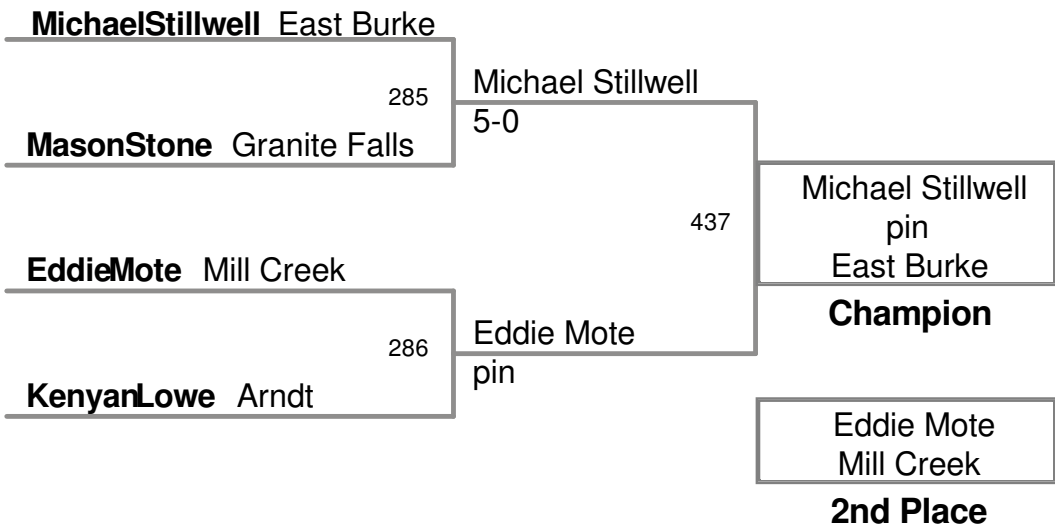 MichaelStillwell East Burke
285
Michael Stillwell
5-0
MasonStone Granite Falls
437
Michael Stillwell
pin
East Burke
Champion
EddieMote Mill Creek
286
Eddie Mote
pin
KenyanLowe Arndt
Eddie Mote
Mill Creek
2nd Place